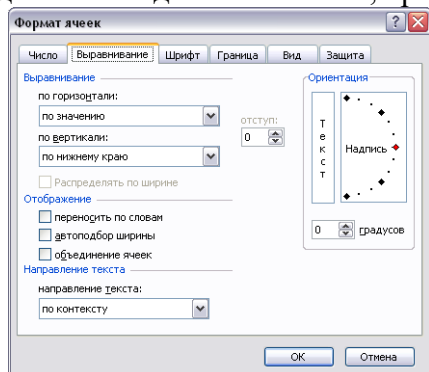 Формат ячеек
Число Выравнивание Шрифт Граница Вид Защита
Выравнивание
по горизонтали:
по значению
отступ:
0
по вертикали:
по нижнему краю
Распределять по ширине
Отображение
переносить по словам
автоподбор ширины
объединение ячеек
Направление текста
направление текста:
по контексту
Ориентация
Текст
Надпись
0 градусов
ОК Отмена